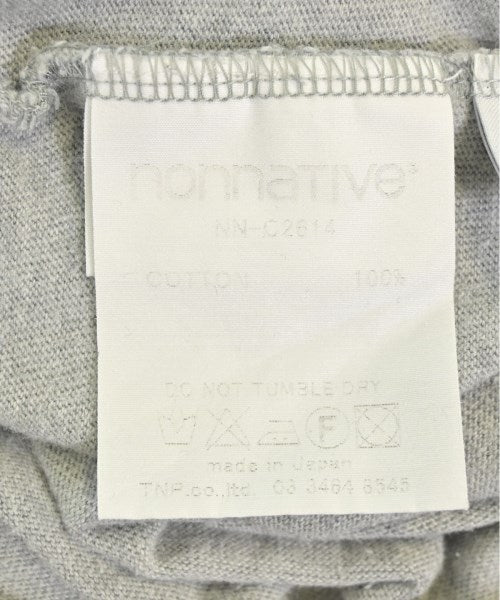 nonnative
NN-C2614
COTTON 100%
DO NOT TUMBLE DRY
F
made in Japan
TNP.co.,ltd. 03 3464 8545